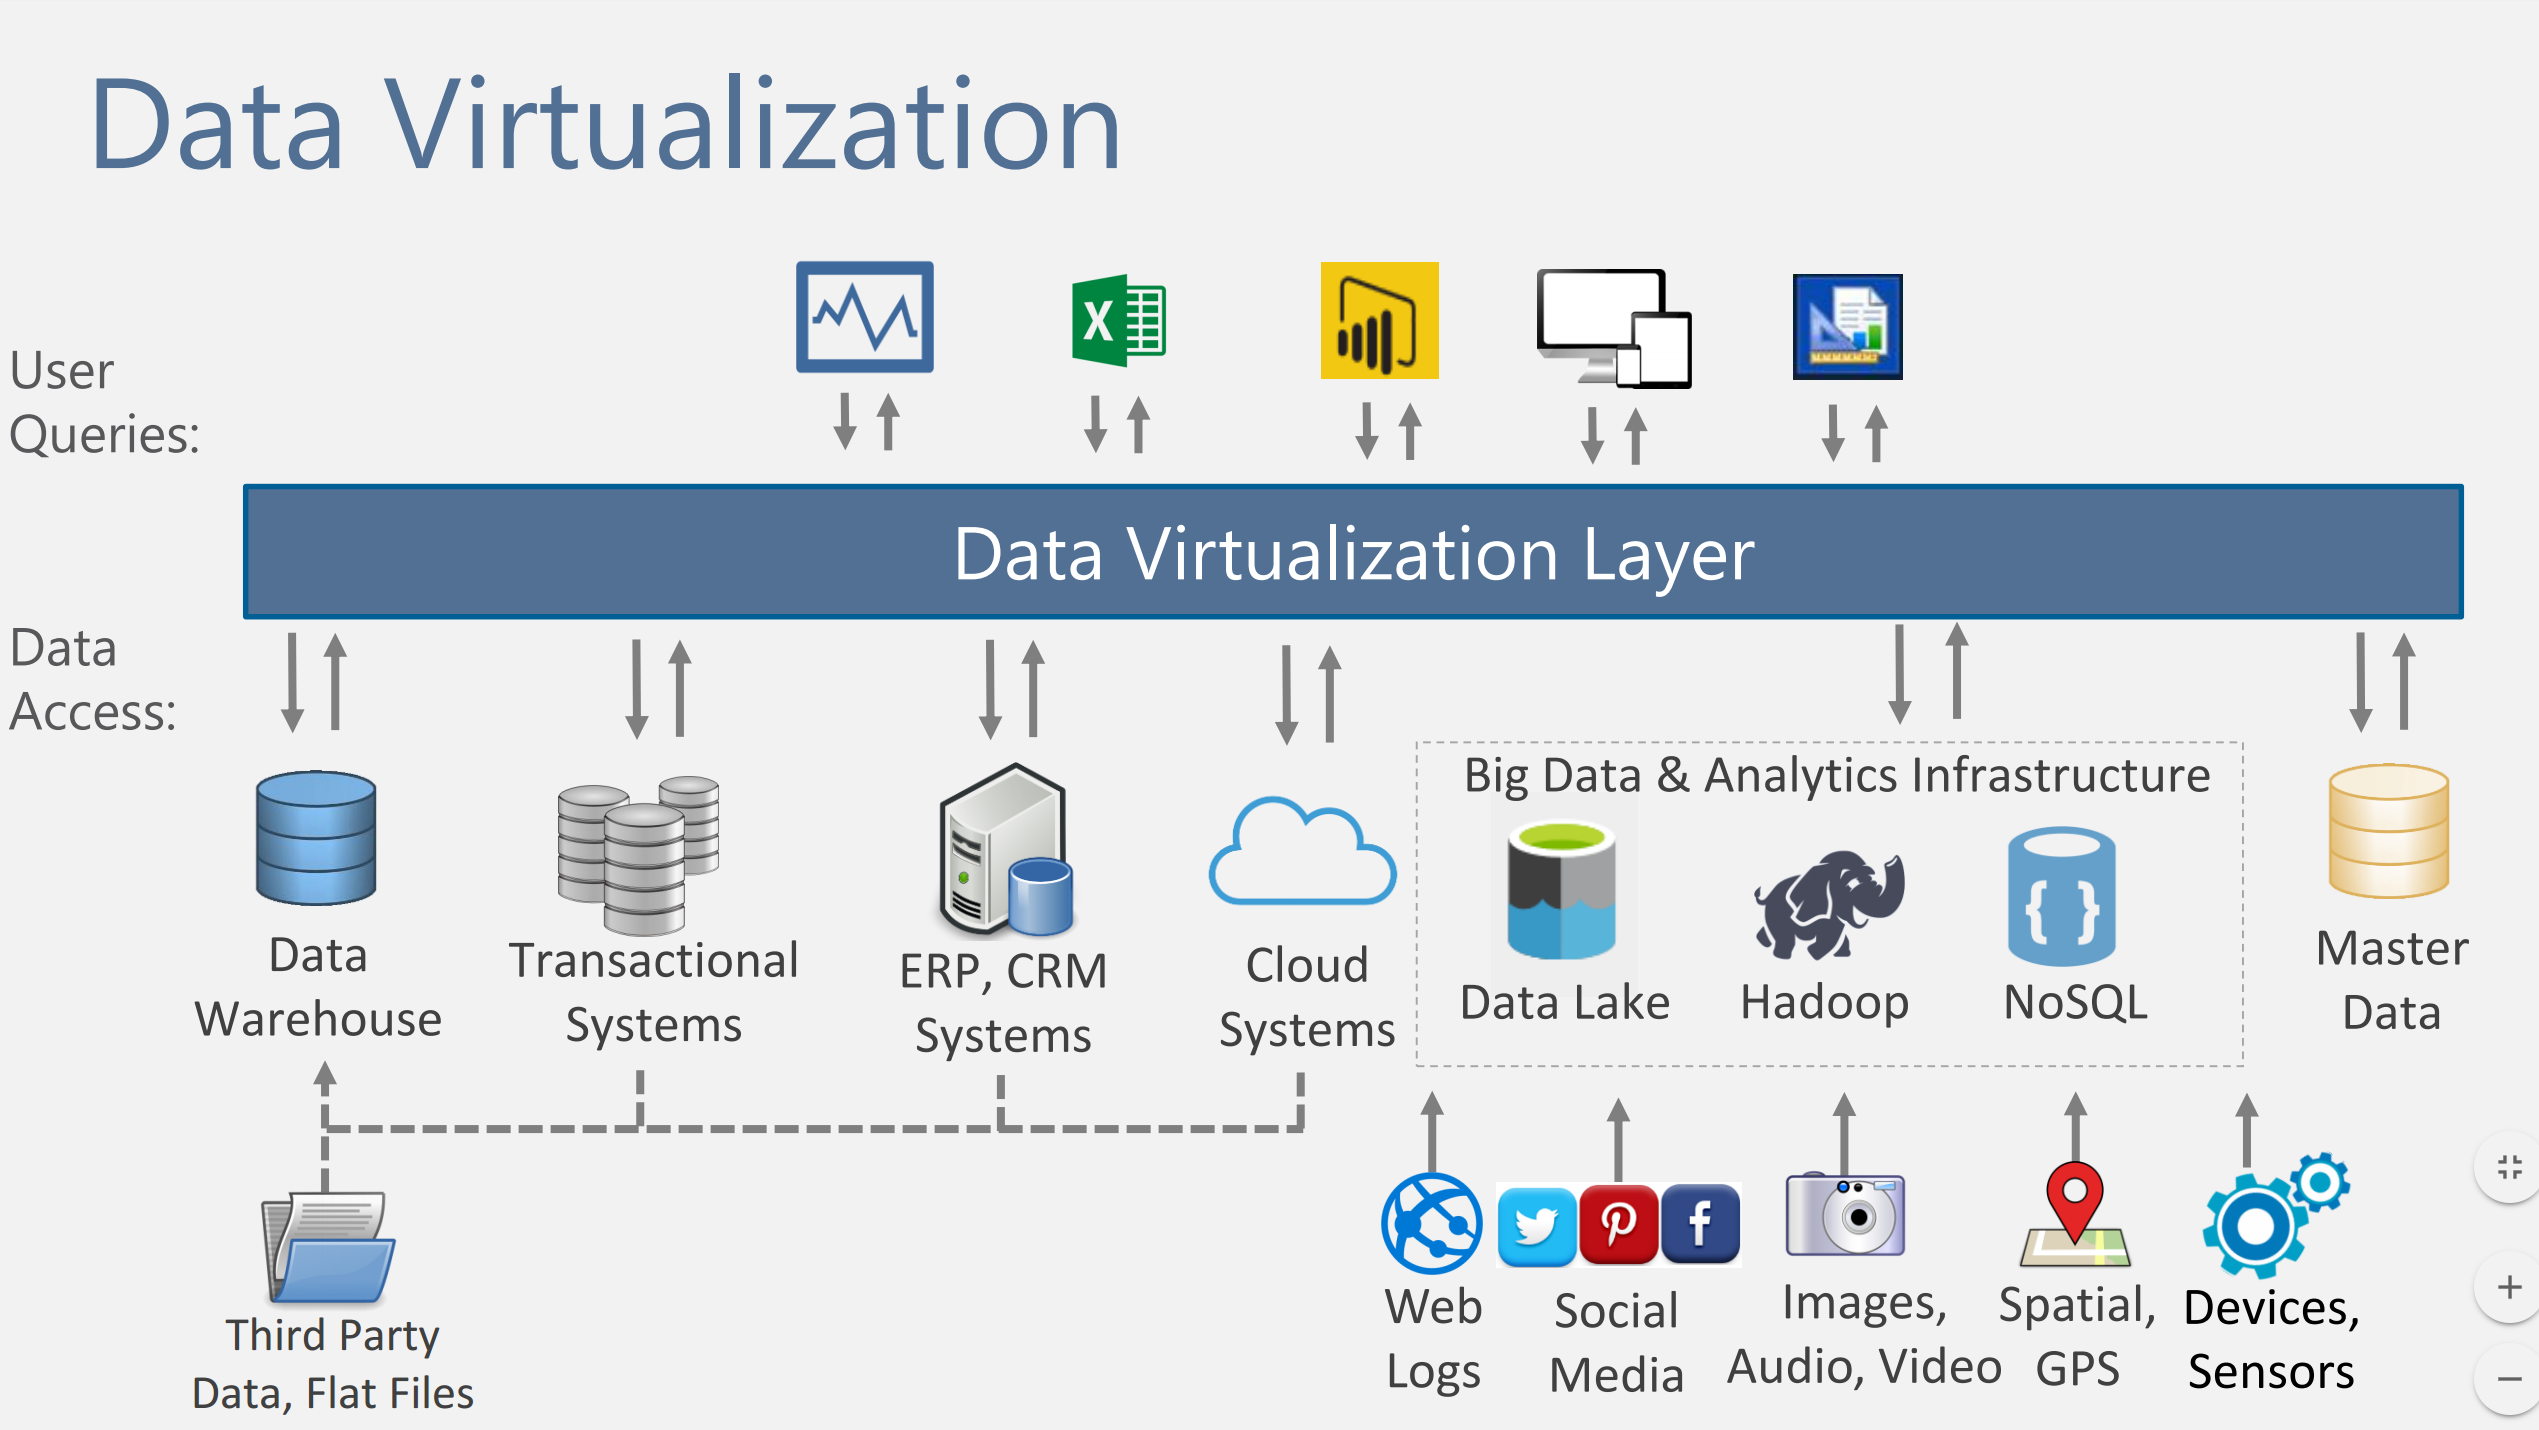 Data Virtualization
User
Queries:
Data Virtualization Layer
Data
Access:
Data
Warehouse
Transactional
Systems
ERP, CRM
Systems
Cloud
Systems
Big Data & Analytics Infrastructure
Data Lake
Hadoop
NoSQL
Master
Data
Third Party
Data, Flat Files
Web
Logs
Social
Media
Images,
Audio, Video
Spatial,
GPS
Devices,
Sensors